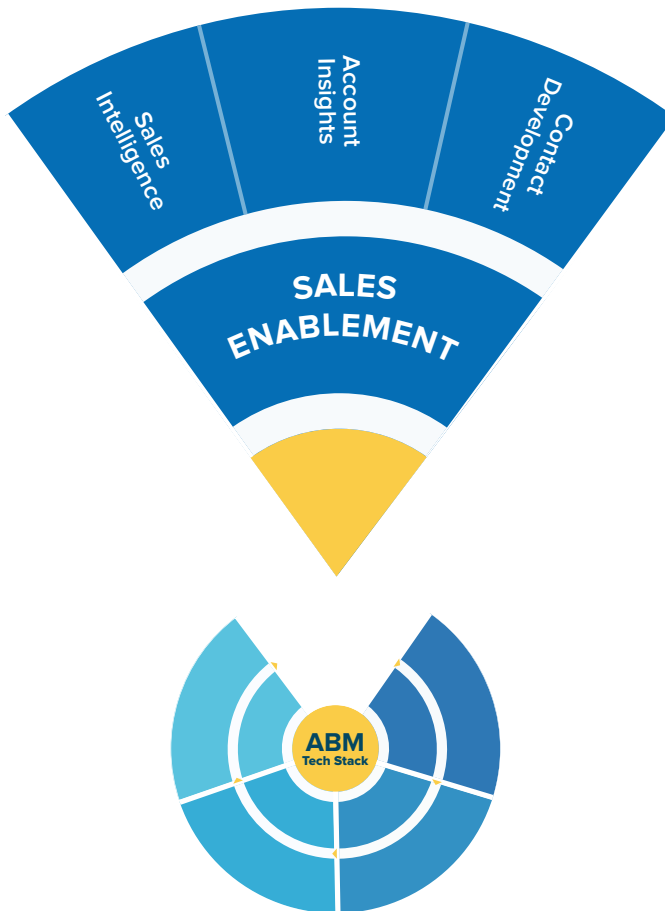 Sales
Intelligence
Account
Insights
Contact
Development
SALES
ENABLEMENT
ABM
Tech Stack